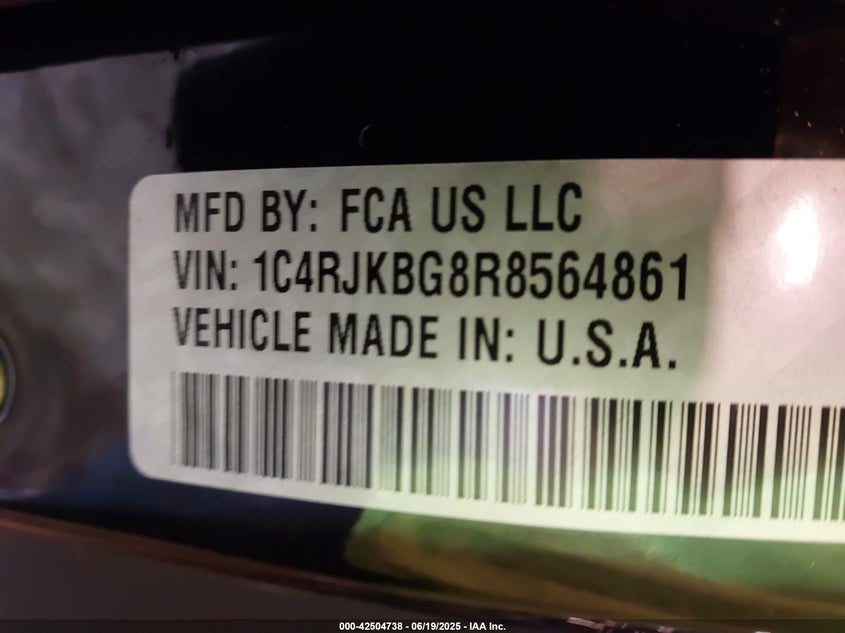 MFD BY: FCA US LLC
VIN: 1C4RJKBG8R8564861
VEHICLE MADE IN: U.S.A.
000-42504738 - 06/19/2025 - IAA Inc.